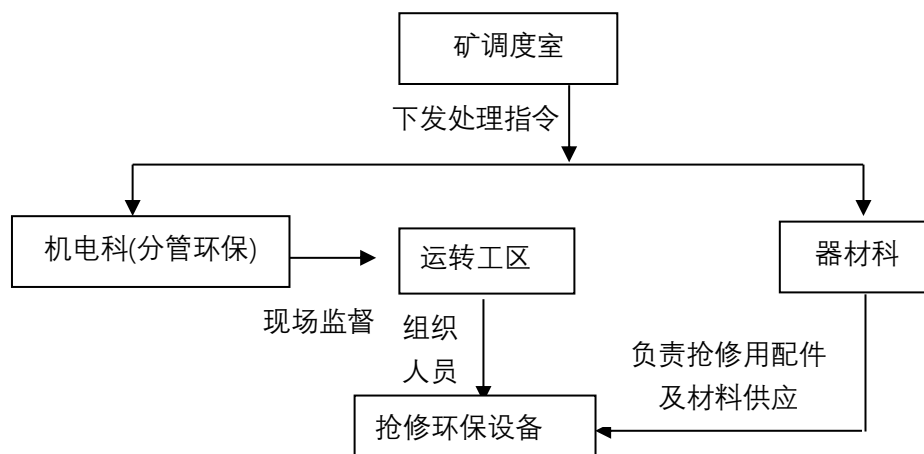 矿调度室
下发处理指令
机电科(分管环保)
运转工区
器材科
现场监督
组织
人员
负责抢修用配件
及材料供应
抢修环保设备